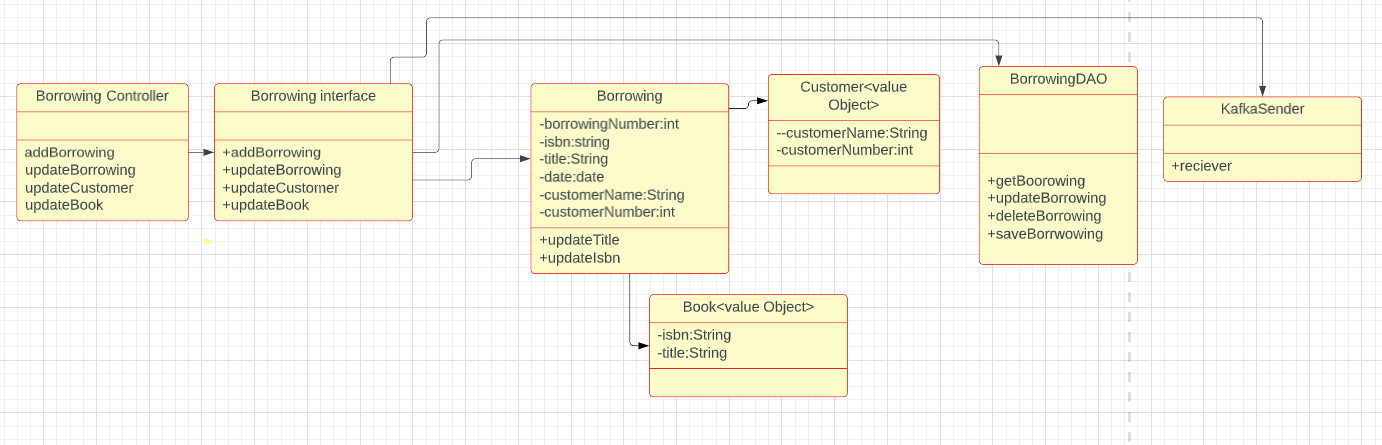 Borrowing Controller
addBorrowing
updateBorrowing
updateCustomer
updateBook
Borrowing interface
+addBorrowing
+updateBorrowing
+updateCustomer
+updateBook
Borrowing
-borrowingNumber:int
-isbn:string
-title:String
-date:date
-customerName:String
-customerNumber:int
+updateTitle
+updateIsbn
Customer<value
Object>
--customerName:String
-customerNumber:int
Book<value Object>
-isbn:String
-title:String
BorrowingDAO
+getBoorowing
+updateBorrowing
+deleteBorrowing
+saveBorrwowing
KafkaSender
+reciever